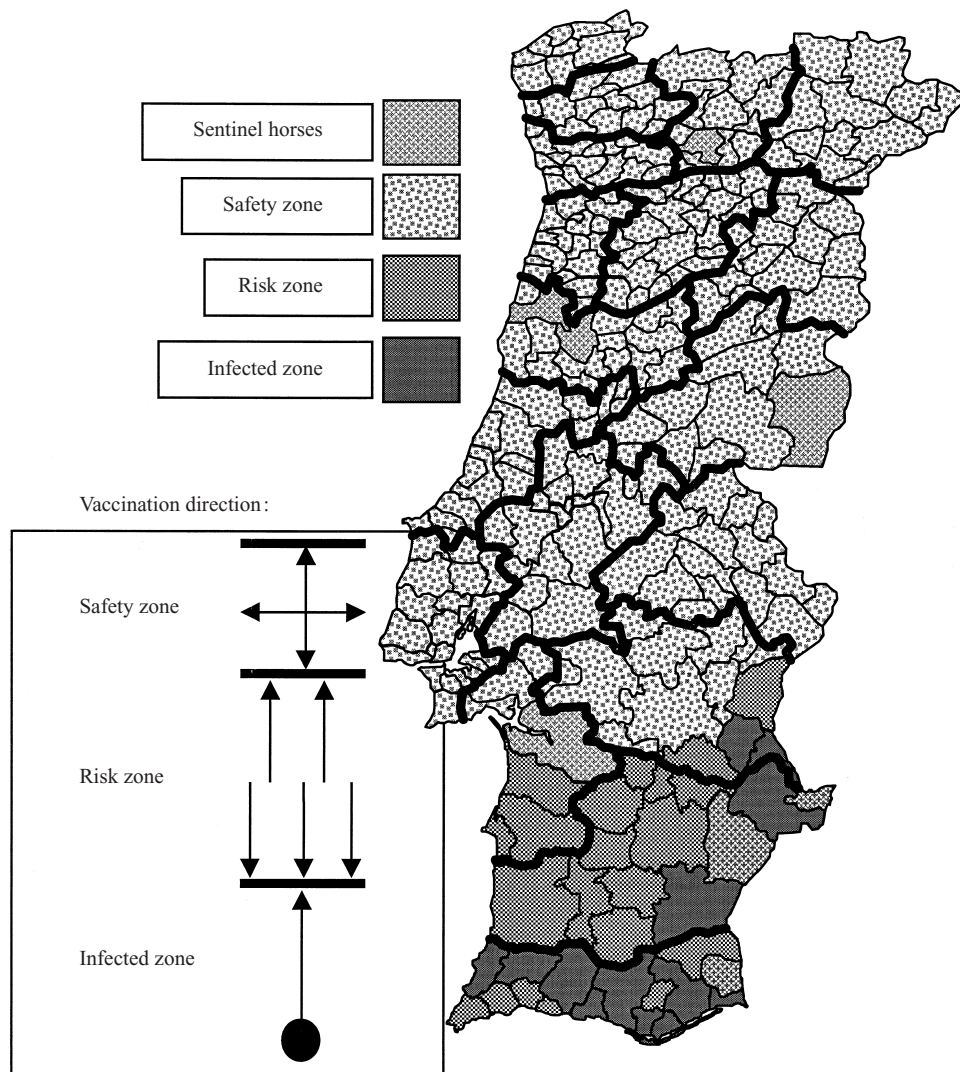 Sentinel horses
Safety zone
Risk zone
Infected zone
Vaccination direction:
Safety zone
Risk zone
Infected zone